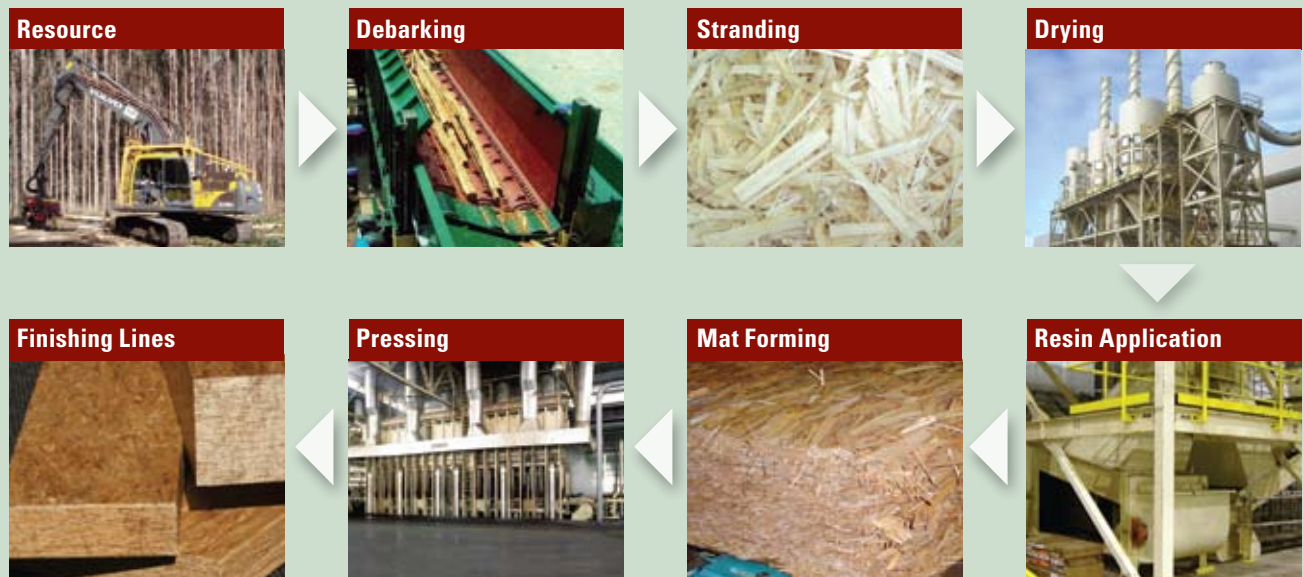 Resource
Debarking
Stranding
Drying
Resin Application
Mat Forming
Pressing
Finishing Lines